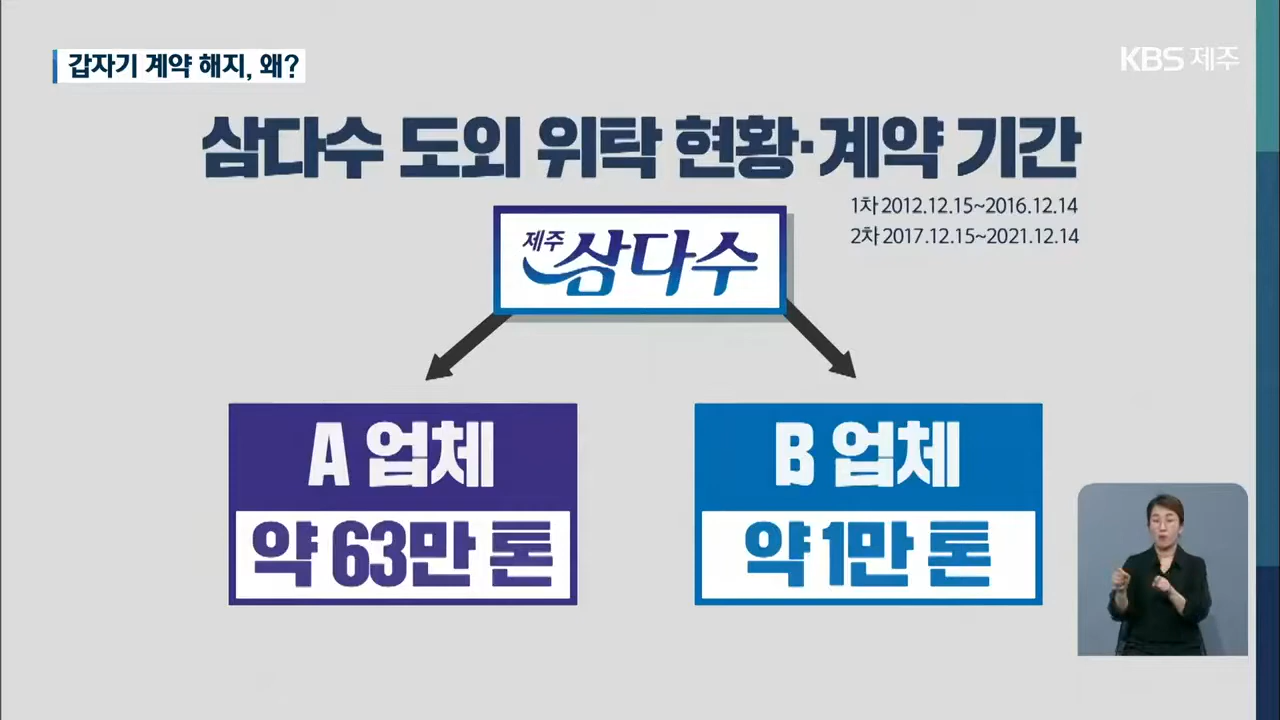 갑자기 계약 해지, 왜?
KBS 제주
삼다수 도외 위탁 현황·계약 기간
1차 2012.12.15~2016.12.14
2차 2017.12.15~2021.12.14
제주 삼다수
A 업체
약 63만 톤
B 업체
약 1만 톤